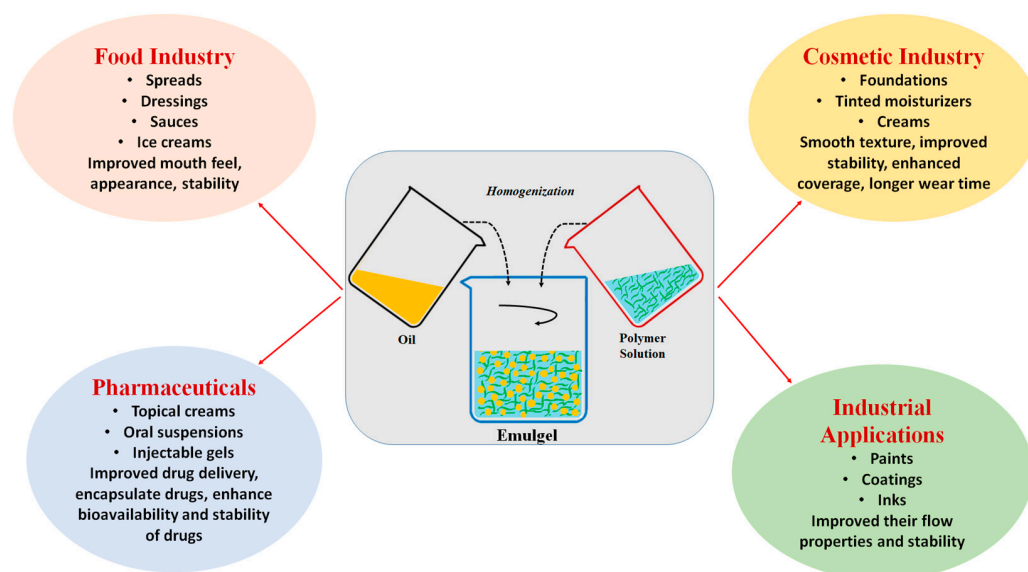 Food Industry
• Spreads
• Dressings
• Sauces
• Ice creams
Improved mouth feel,
appearance, stability
Cosmetic Industry
• Foundations
• Tinted moisturizers
• Creams
Smooth texture, improved
stability, enhanced
coverage, longer wear time
Homogenization
Oil
Polymer
Solution
Emulgel
Pharmaceuticals
• Topical creams
• Oral suspensions
• Injectable gels
Improved drug delivery,
encapsulate drugs, enhance
bioavailability and stability
of drugs
Industrial
Applications
• Paints
• Coatings
• Inks
Improved their flow
properties and stability